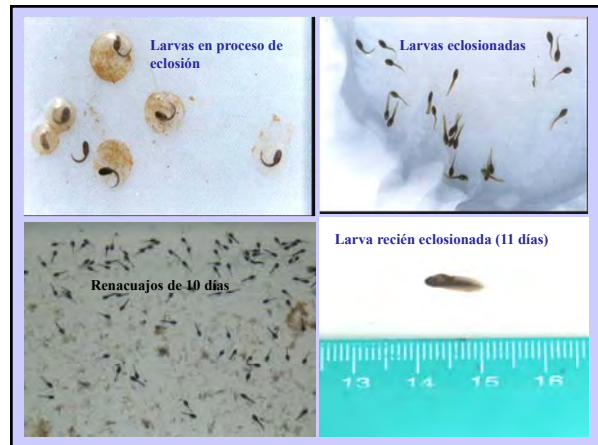 Larvas en proceso de
eclosión
Larvas eclosionadas
Renacuajos de 10 días
Larva recién eclosionada (11 días)
13 14 15 16